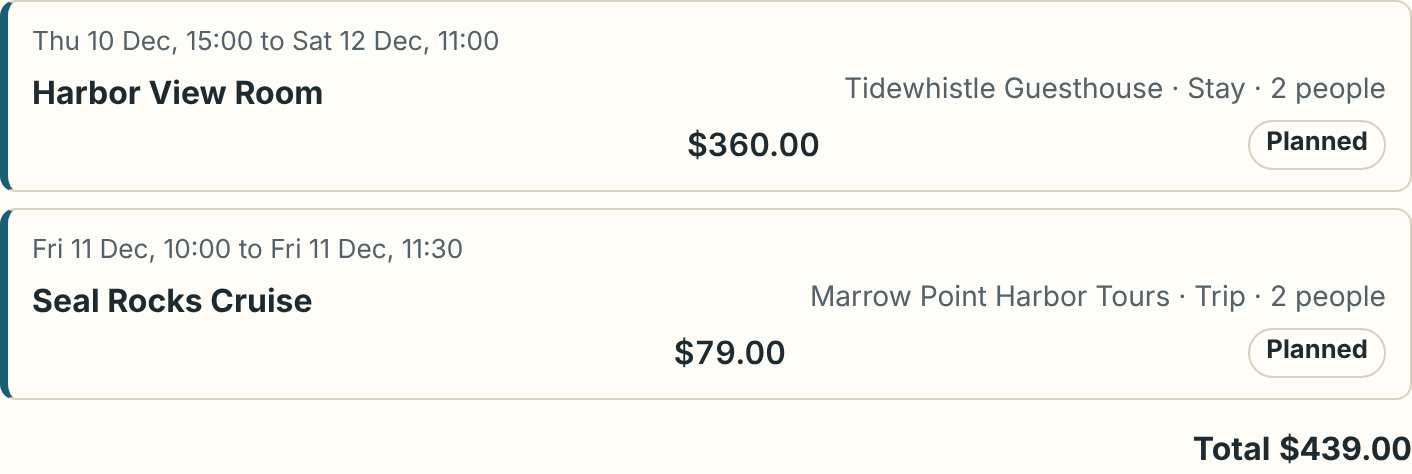 Thu 10 Dec, 15:00 to Sat 12 Dec, 11:00
Harbor View Room
Tidewhistle Guesthouse · Stay · 2 people
$360.00
Planned
Fri 11 Dec, 10:00 to Fri 11 Dec, 11:30
Seal Rocks Cruise
Marrow Point Harbor Tours · Trip · 2 people
$79.00
Planned
Total $439.00